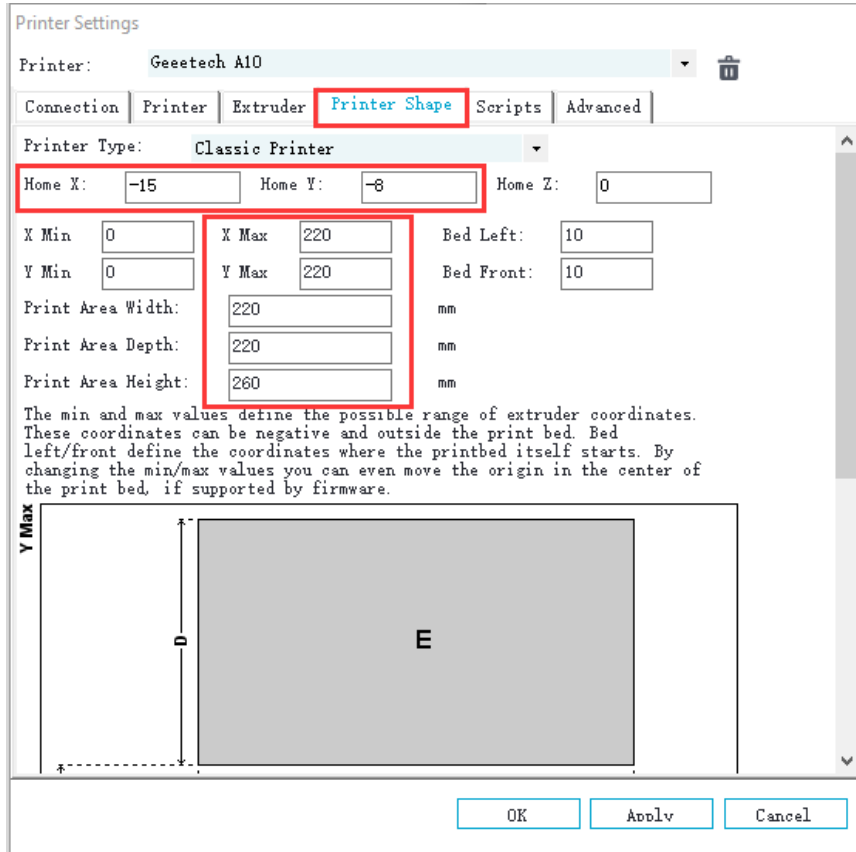 Printer Settings
Printer: Geeetech A10
Connection Printer Extruder Printer Shape Scripts Advanced
Printer Type: Classic Printer
Home X: -15 Home Y: -8 Home Z: 0
X Min 0 X Max 220 Bed Left: 10
Y Min 0 Y Max 220 Bed Front: 10
Print Area Width: 220 mm
Print Area Depth: 220 mm
Print Area Height: 260 mm
The min and max values define the possible range of extruder coordinates.
These coordinates can be negative and outside the print bed. Bed
left/front define the coordinates where the printbed itself starts. By
changing the min/max values you can even move the origin in the center of
the print bed, if supported by firmware.
Y Max
D
E
OK Apply Cancel